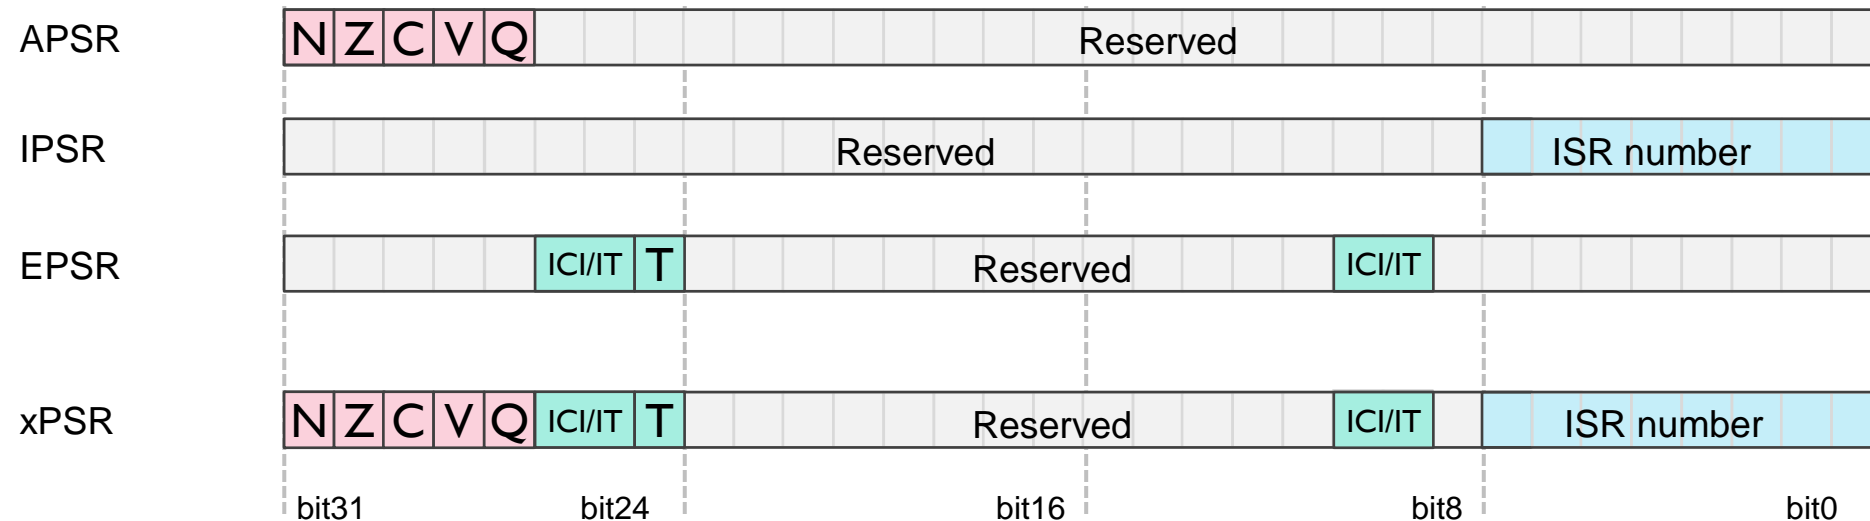 APSR N Z C V Q Reserved
IPSR Reserved ISR number
EPSR ICI/IT T Reserved ICI/IT
xPSR N Z C V Q ICI/IT T Reserved ICI/IT ISR number
bit31 bit24 bit16 bit8 bit0